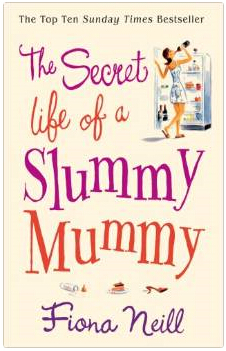 The Top Ten Sunday Times Bestseller
The Secret
life of a
Slummy
Mummy
Fiona Neill